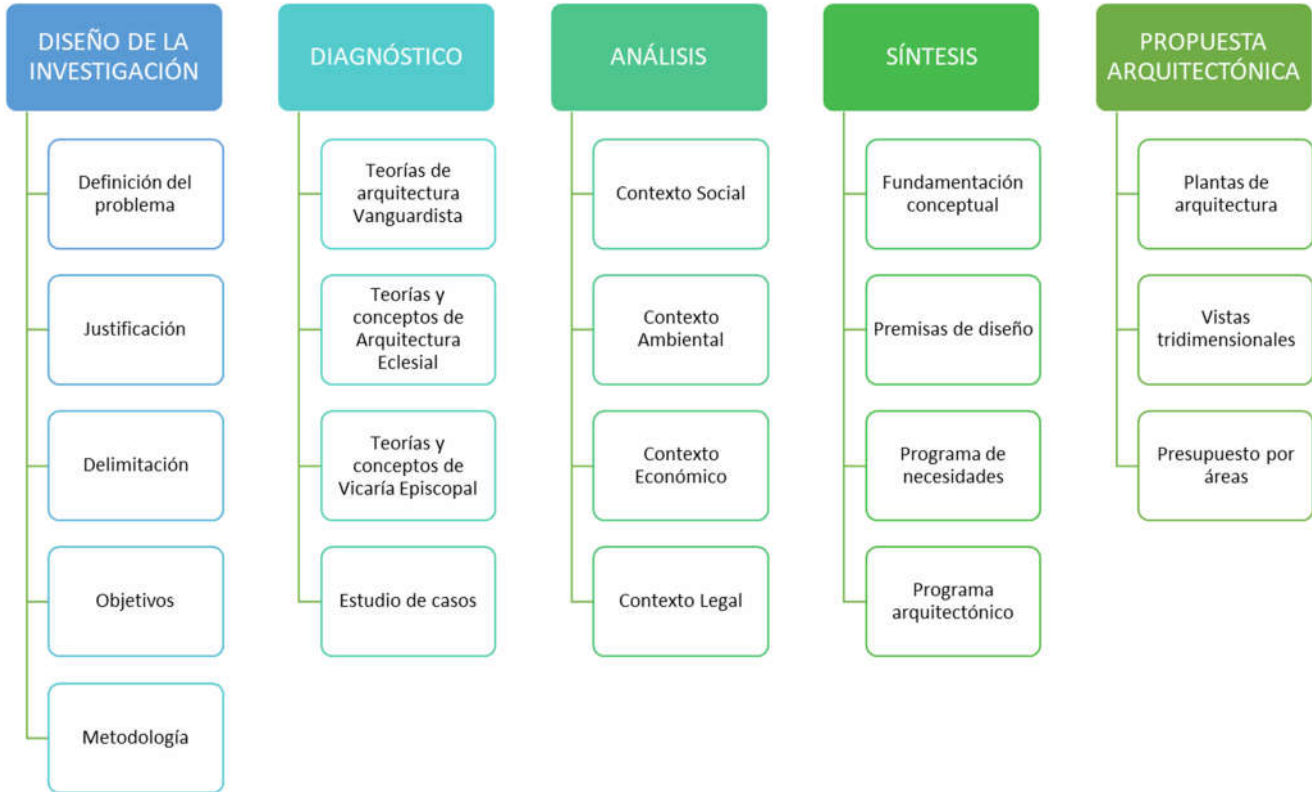 DISEÑO DE LA
INVESTIGACIÓN
Definición del
problema
Justificación
Delimitación
Objetivos
Metodología
DIAGNÓSTICO
Teorías de
arquitectura
Vanguardista
Teorías y
conceptos de
Arquitectura
Eclesial
Teorías y
conceptos de
Vicaría Episcopal
Estudio de casos
ANÁLISIS
Contexto Social
Contexto
Ambiental
Contexto
Económico
Contexto Legal
SÍNTESIS
Fundamentación
conceptual
Premisas de diseño
Programa de
necesidades
Programa
arquitectónico
PROPUESTA
ARQUITECTÓNICA
Plantas de
arquitectura
Vistas
tridimensionales
Presupuesto por
áreas